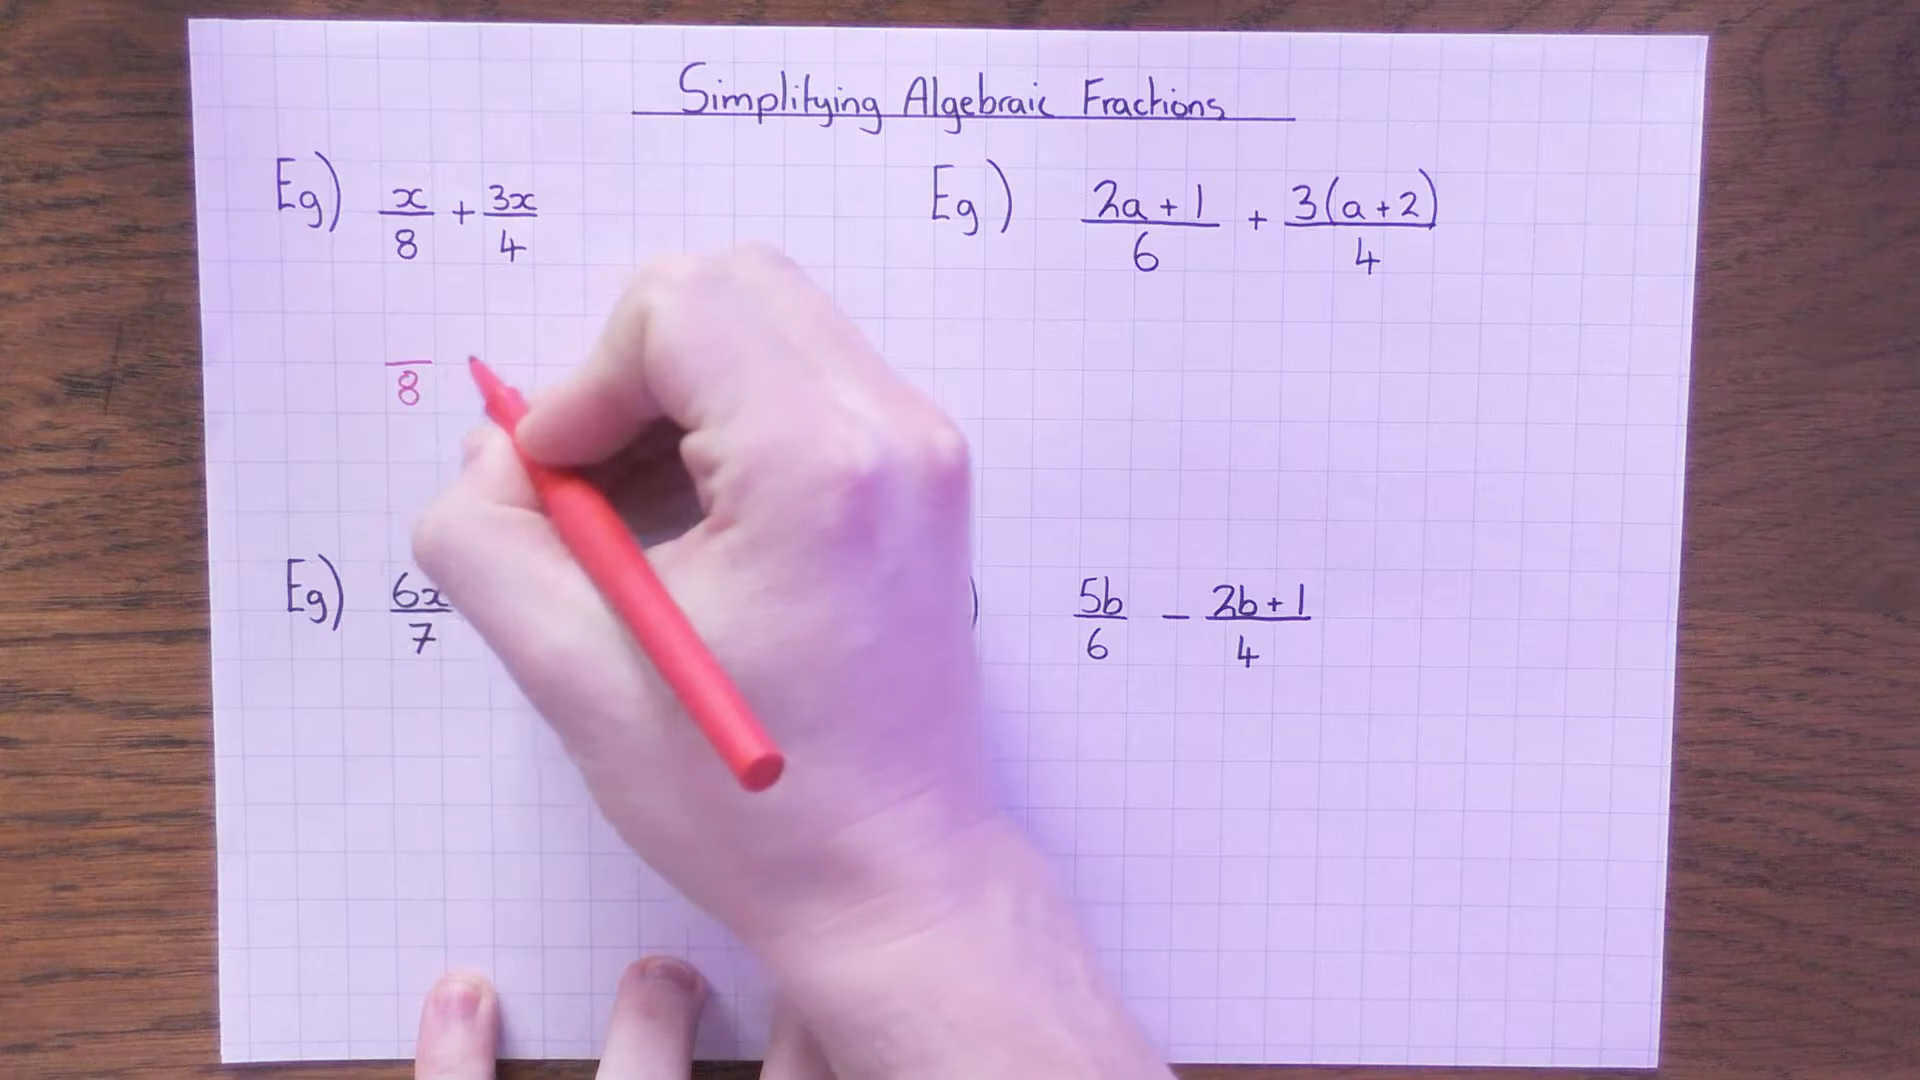 Simplifying Algebraic Fractions
Eg) x/8 + 3x/4
Eg) 2a+1/6 + 3(a+2)/4
8
Eg) 6x/7
) 5b/6 - 2b+1/4